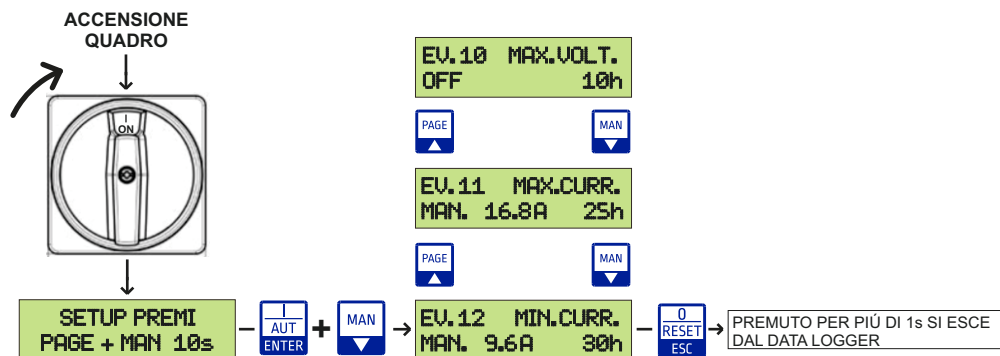 ACCENSIONE
QUADRO
I
ON
SETUP PREMI
PAGE + MAN 10s
I
AUT
ENTER
+
MAN
EV.10 MAX.VOLT.
OFF 10h
PAGE
MAN
EV.11 MAX.CURR.
MAN. 16.8A 25h
PAGE
MAN
EV.12 MIN.CURR.
MAN. 9.6A 30h
0
RESET
ESC
PREMUTO PER PIÚ DI 1s SI ESCE
DAL DATA LOGGER